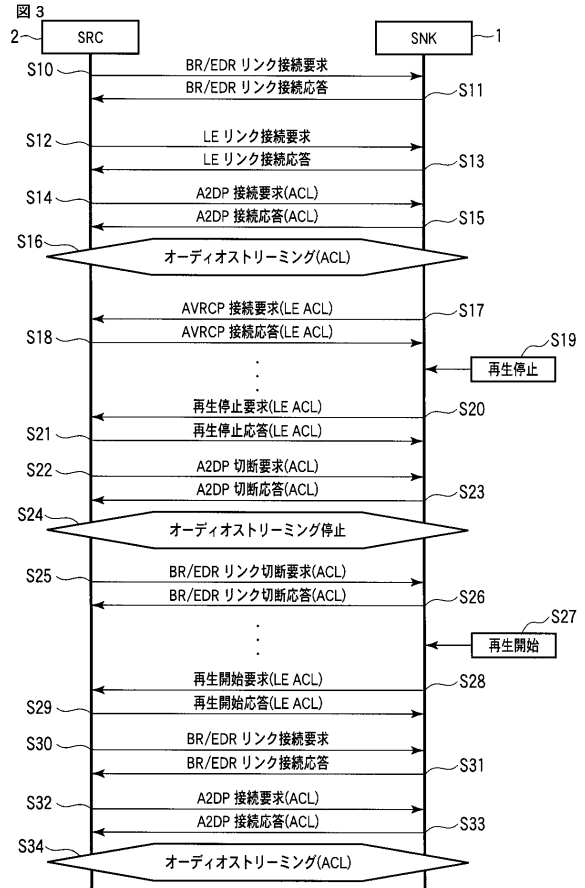 図 3
2 SRC SNK 1
S10 BR/EDR リンク接続要求
BR/EDR リンク接続応答 S11
S12 LE リンク接続要求
LE リンク接続応答 S13
S14 A2DP 接続要求(ACL)
A2DP 接続応答(ACL) S15
S16 オーディオストリーミング(ACL)
AVRCP 接続要求(LE ACL) S17
S18 AVRCP 接続応答(LE ACL)
S19
再生停止
再生停止要求(LE ACL) S20
S21 再生停止応答(LE ACL)
S22 A2DP 切断要求(ACL)
A2DP 切断応答(ACL) S23
S24 オーディオストリーミング停止
S25 BR/EDR リンク切断要求(ACL)
BR/EDR リンク切断応答(ACL) S26
S27
再生開始
再生開始要求(LE ACL) S28
S29 再生開始応答(LE ACL)
S30 BR/EDR リンク接続要求
BR/EDR リンク接続応答 S31
S32 A2DP 接続要求(ACL)
A2DP 接続応答(ACL) S33
S34 オーディオストリーミング(ACL)